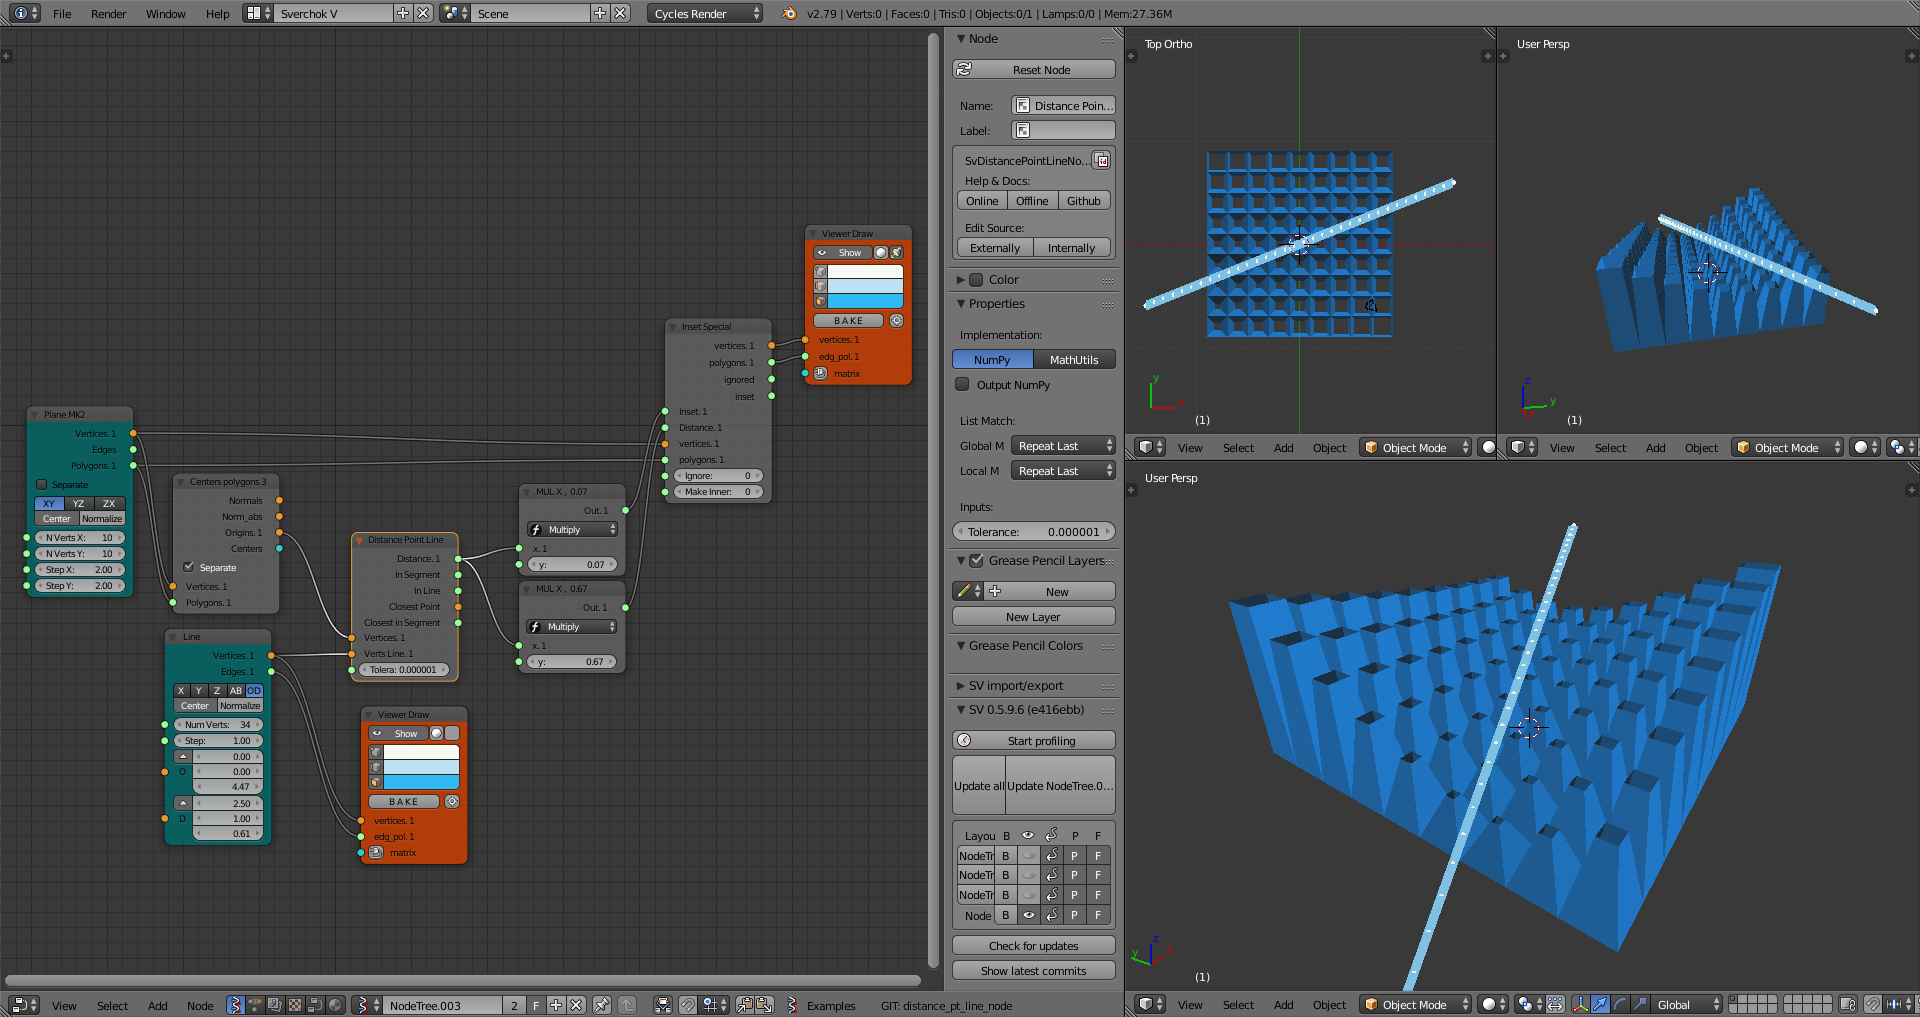 File Render Window Help Sverchok V Scene Cycles Render v2.79 | Verts:0 | Faces:0 | Tris:0 | Objects:0/1 | Lamps:0/0 | Mem:27.36M
Plane MK2
Vertices. 1
Edges
Polygons. 1
Separate
XY YZ ZX
Center Normalize
N Verts X: 10
N Verts Y: 10
Step X: 2.00
Step Y: 2.00
Centers polygons 3
Normals
Norm_abs
Origins. 1
Centers
Separate
Vertices. 1
Polygons. 1
Line
Vertices. 1
Edges. 1
X Y Z AB OD
Center Normalize
Num Verts: 34
Step: 1.00
0.00
O 0.00
4.47
2.50
D 1.00
0.61
Distance Point Line
Distance. 1
In Segment
In Line
Closest Point
Closest in Segment
Vertices. 1
Verts Line. 1
Tolera: 0.000001
Viewer Draw
Show
BAKE
vertices. 1
edg_pol. 1
matrix
MUL X , 0.07
Out. 1
Multiply
x. 1
y: 0.07
MUL X , 0.67
Out. 1
Multiply
x. 1
y: 0.67
Inset Special
vertices. 1
polygons. 1
ignored
inset
Inset. 1
Distance. 1
vertices. 1
polygons. 1
Ignore: 0
Make Inner: 0
Viewer Draw
Show
BAKE
vertices. 1
edg_pol. 1
matrix
Node
Reset Node
Name: Distance Poin...
Label:
SvDistancePointLineNo...
Help & Docs:
Online Offline Github
Edit Source:
Externally Internally
Color
Properties
Implementation:
NumPy MathUtils
Output NumPy
List Match:
Global M Repeat Last
Local M Repeat Last
Inputs:
Tolerance: 0.000001
Grease Pencil Layers
New
New Layer
Grease Pencil Colors
SV import/export
SV 0.5.9.6 (e416ebb)
Start profiling
Update all Update NodeTree.0...
Layou B P F
NodeTr B P F
NodeTr B P F
NodeTr B P F
Node B P F
Check for updates
Show latest commits
Top Ortho
y
x
(1)
View Select Add Object Object Mode
User Persp
z
y
x
(1)
View Select Add Object Object Mode
User Persp
z
y
x
(1)
View Select Add Object Object Mode Global
View Select Add Node NodeTree.003 2 F Examples GIT: distance_pt_line_node